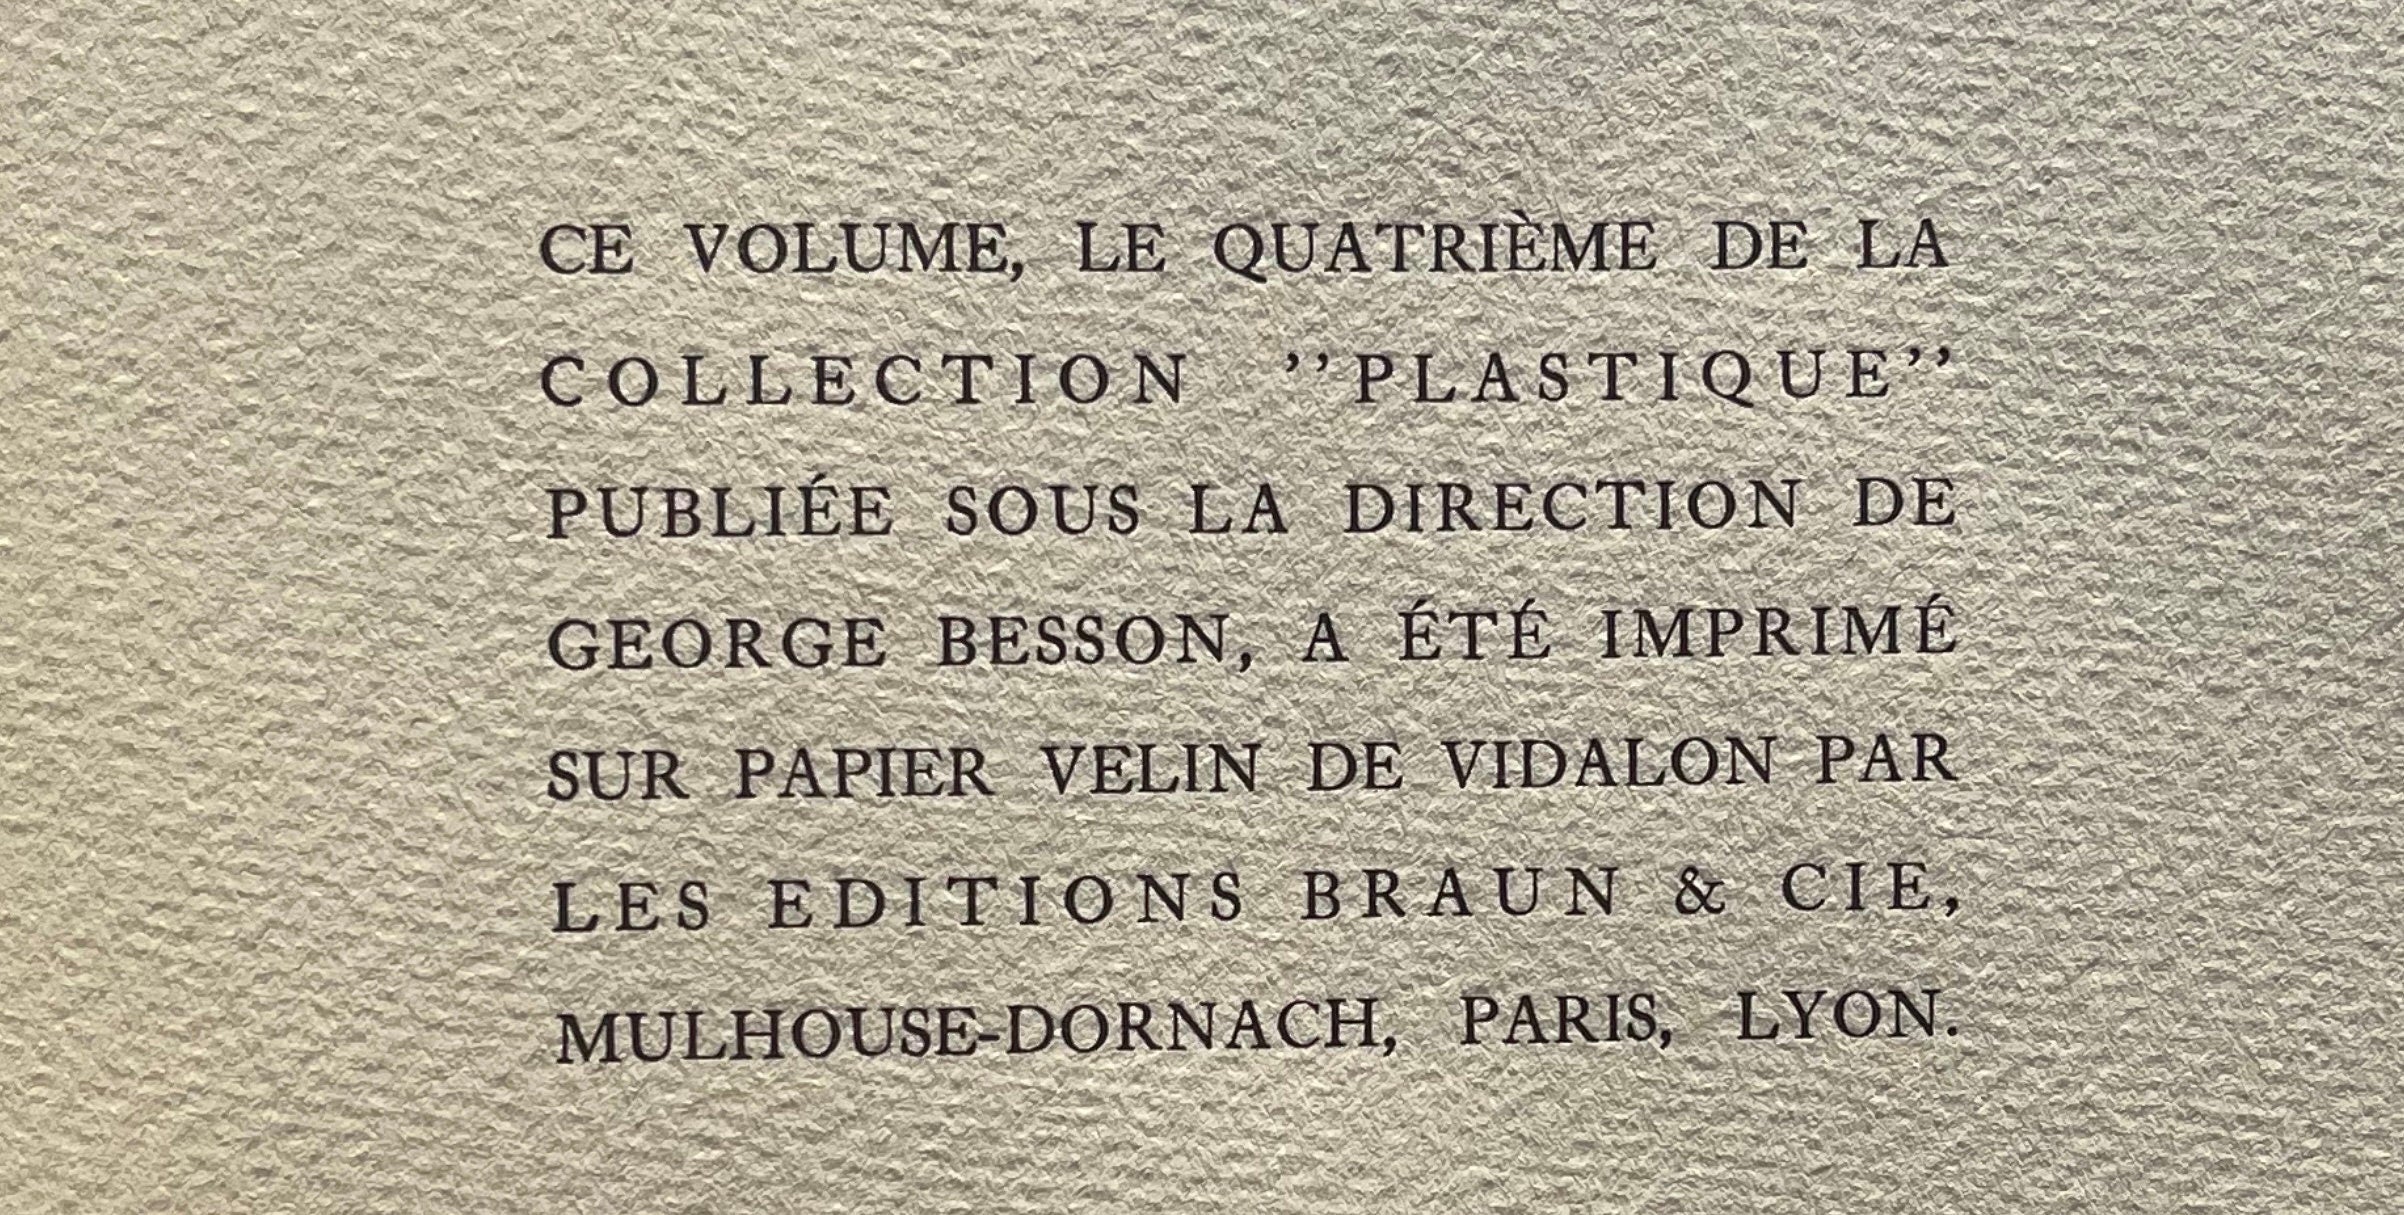 CE VOLUME, LE QUATRIÈME DE LA
COLLECTION ’’PLASTIQUE’’
PUBLIÉE SOUS LA DIRECTION DE
GEORGE BESSON, A ÉTÉ IMPRIMÉ
SUR PAPIER VELIN DE VIDALON PAR
LES EDITIONS BRAUN & CIE,
MULHOUSE-DORNACH, PARIS, LYON.